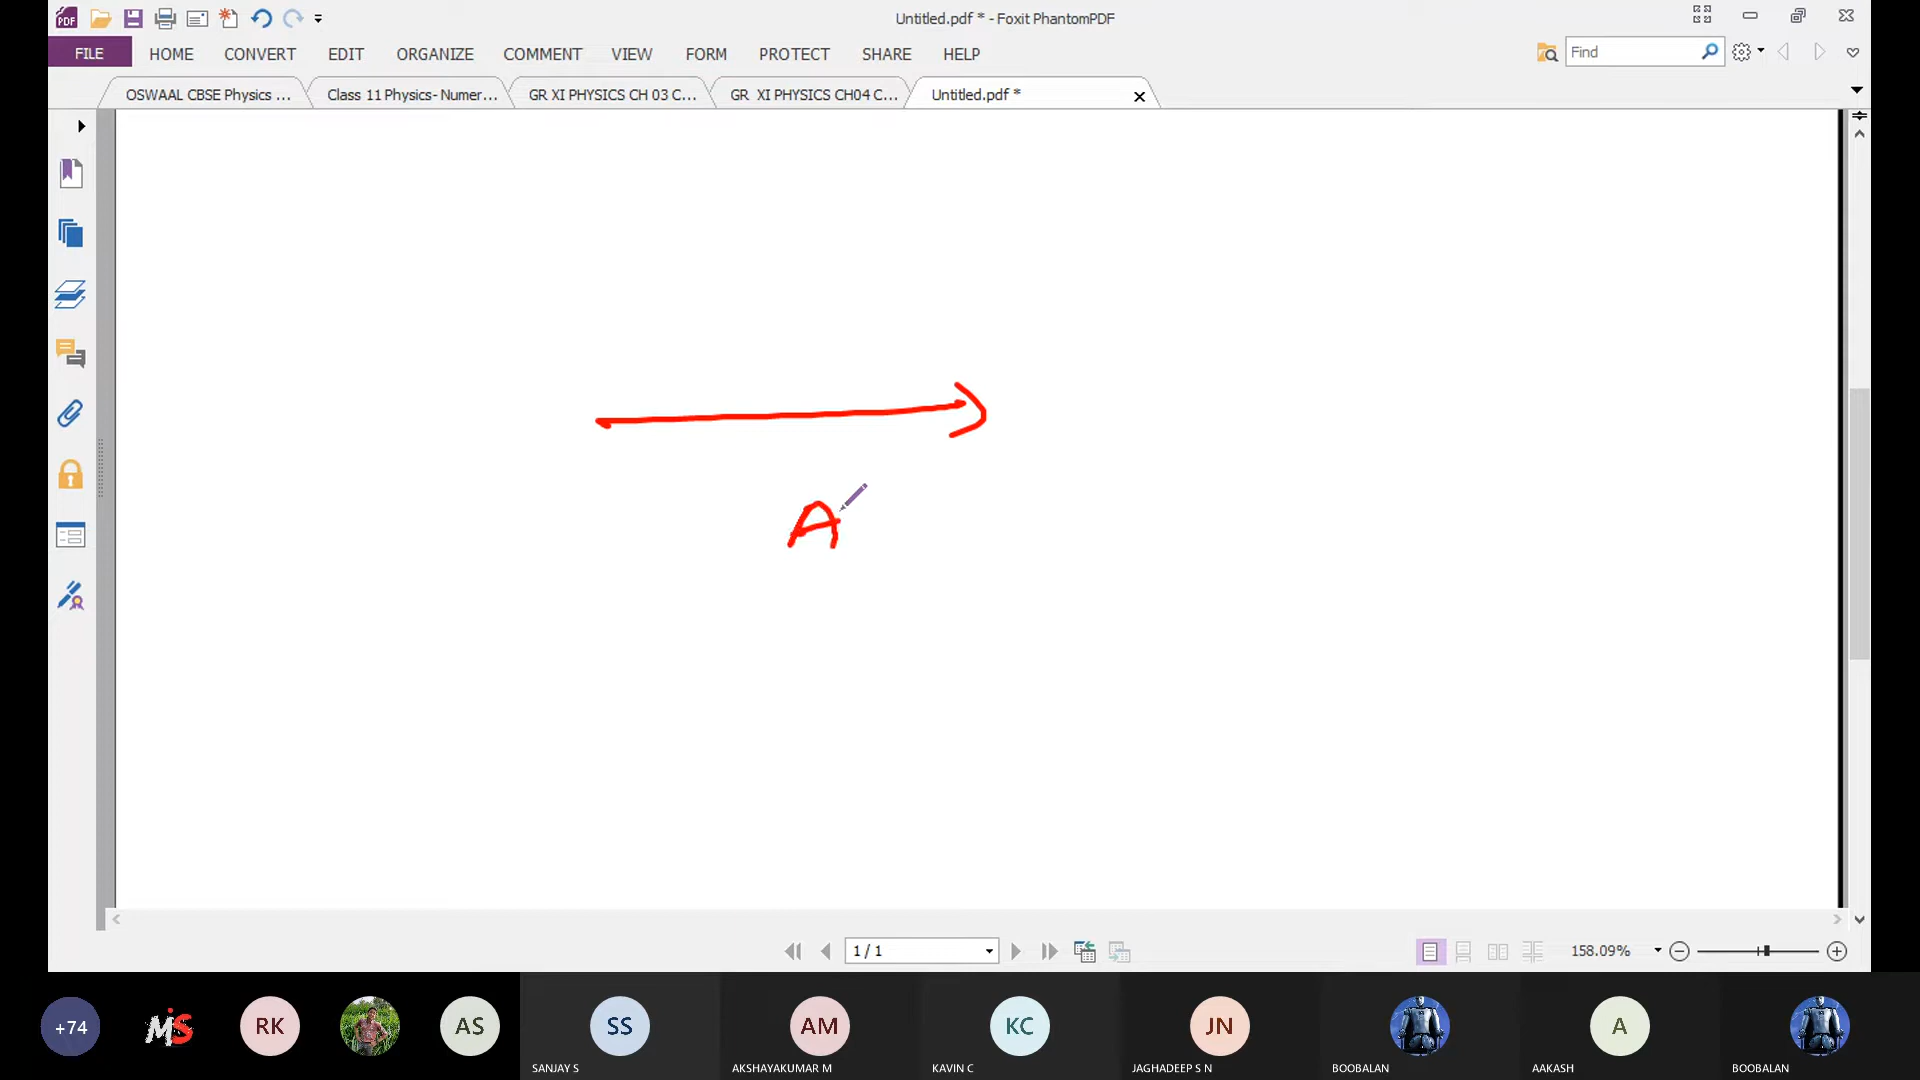 PDF
Untitled.pdf * - Foxit PhantomPDF
FILE HOME CONVERT EDIT ORGANIZE COMMENT VIEW FORM PROTECT SHARE HELP
Find
OSWAAL CBSE Physics ... Class 11 Physics- Numer... GR XI PHYSICS CH 03 C... GR XI PHYSICS CH04 C... Untitled.pdf *
A
1 / 1
158.09%
+74 MS RK AS SS AM KC JN A
SANJAY S AKSHAYAKUMAR M KAVIN C JAGHADEEP S N BOOBALAN AAKASH BOOBALAN